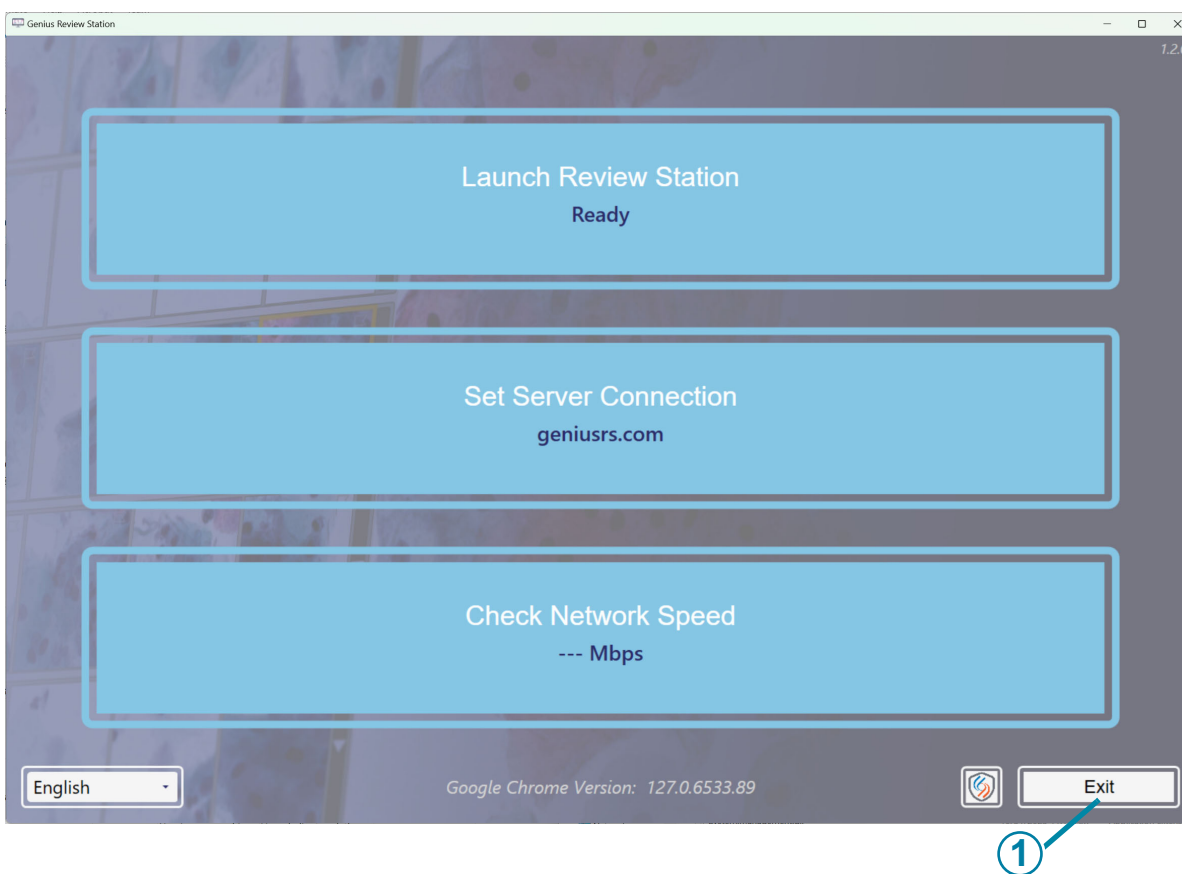 Genius Review Station
Launch Review Station
Ready
Set Server Connection
geniusrs.com
Check Network Speed
--- Mbps
English
Google Chrome Version: 127.0.6533.89
Exit
1